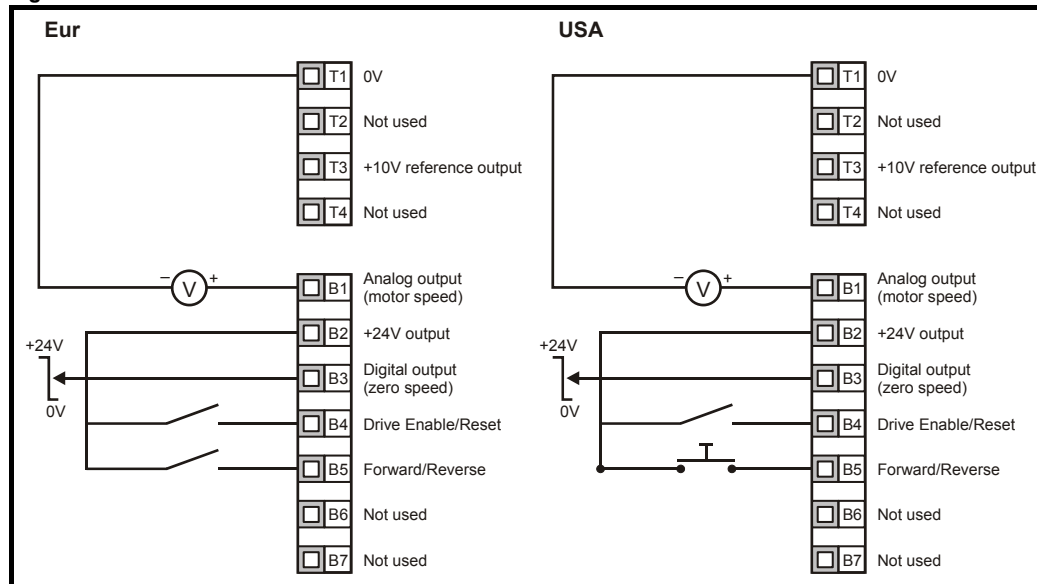 Eur
T1 0V
T2 Not used
T3 +10V reference output
T4 Not used
– V +
B1 Analog output
(motor speed)
B2 +24V output
+24V
B3 Digital output
(zero speed)
0V
B4 Drive Enable/Reset
B5 Forward/Reverse
B6 Not used
B7 Not used
USA
T1 0V
T2 Not used
T3 +10V reference output
T4 Not used
– V +
B1 Analog output
(motor speed)
B2 +24V output
+24V
B3 Digital output
(zero speed)
0V
B4 Drive Enable/Reset
B5 Forward/Reverse
B6 Not used
B7 Not used